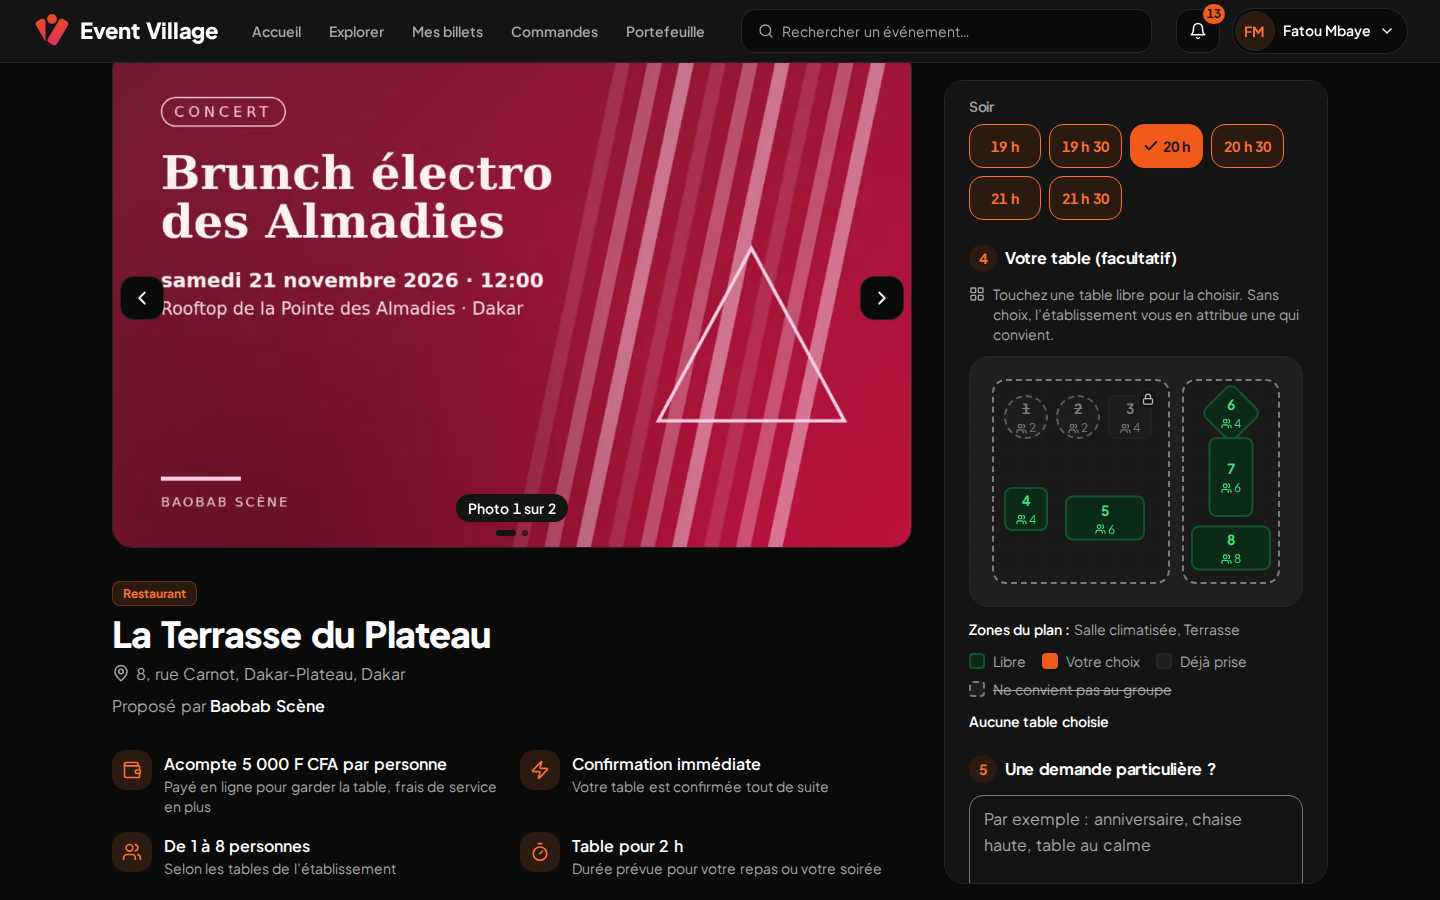 Event Village
Accueil
Explorer
Mes billets
Commandes
Portefeuille
Rechercher un événement...
13
FM
Fatou Mbaye
CONCERT
Brunch électro
des Almadies
samedi 21 novembre 2026 · 12:00
Rooftop de la Pointe des Almadies · Dakar
BAOBAB SCÈNE
Photo 1 sur 2
Restaurant
La Terrasse du Plateau
8, rue Carnot, Dakar-Plateau, Dakar
Proposé par Baobab Scène
Acompte 5 000 F CFA par personne
Payé en ligne pour garder la table, frais de service
en plus
Confirmation immédiate
Votre table est confirmée tout de suite
De 1 à 8 personnes
Selon les tables de l'établissement
Table pour 2 h
Durée prévue pour votre repas ou votre soirée
Soir
19 h
19 h 30
20 h
20 h 30
21 h
21 h 30
4
Votre table (facultatif)
Touchez une table libre pour la choisir. Sans
choix, l'établissement vous en attribue une qui
convient.
1
2
2
2
3
4
4
4
5
6
6
4
7
6
8
8
Zones du plan : Salle climatisée, Terrasse
Libre
Votre choix
Déjà prise
Ne convient pas au groupe
Aucune table choisie
5
Une demande particulière ?
Par exemple : anniversaire, chaise
haute, table au calme